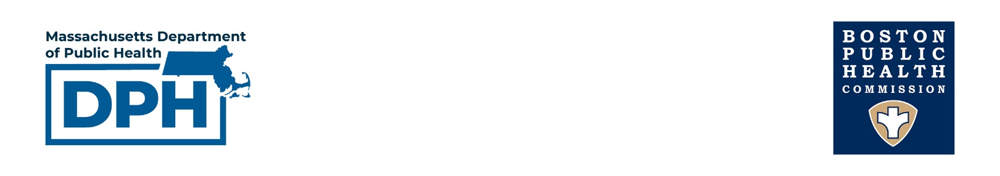 Massachusetts Department
of Public Health
DPH
BOSTON
PUBLIC
HEALTH
COMMISSION